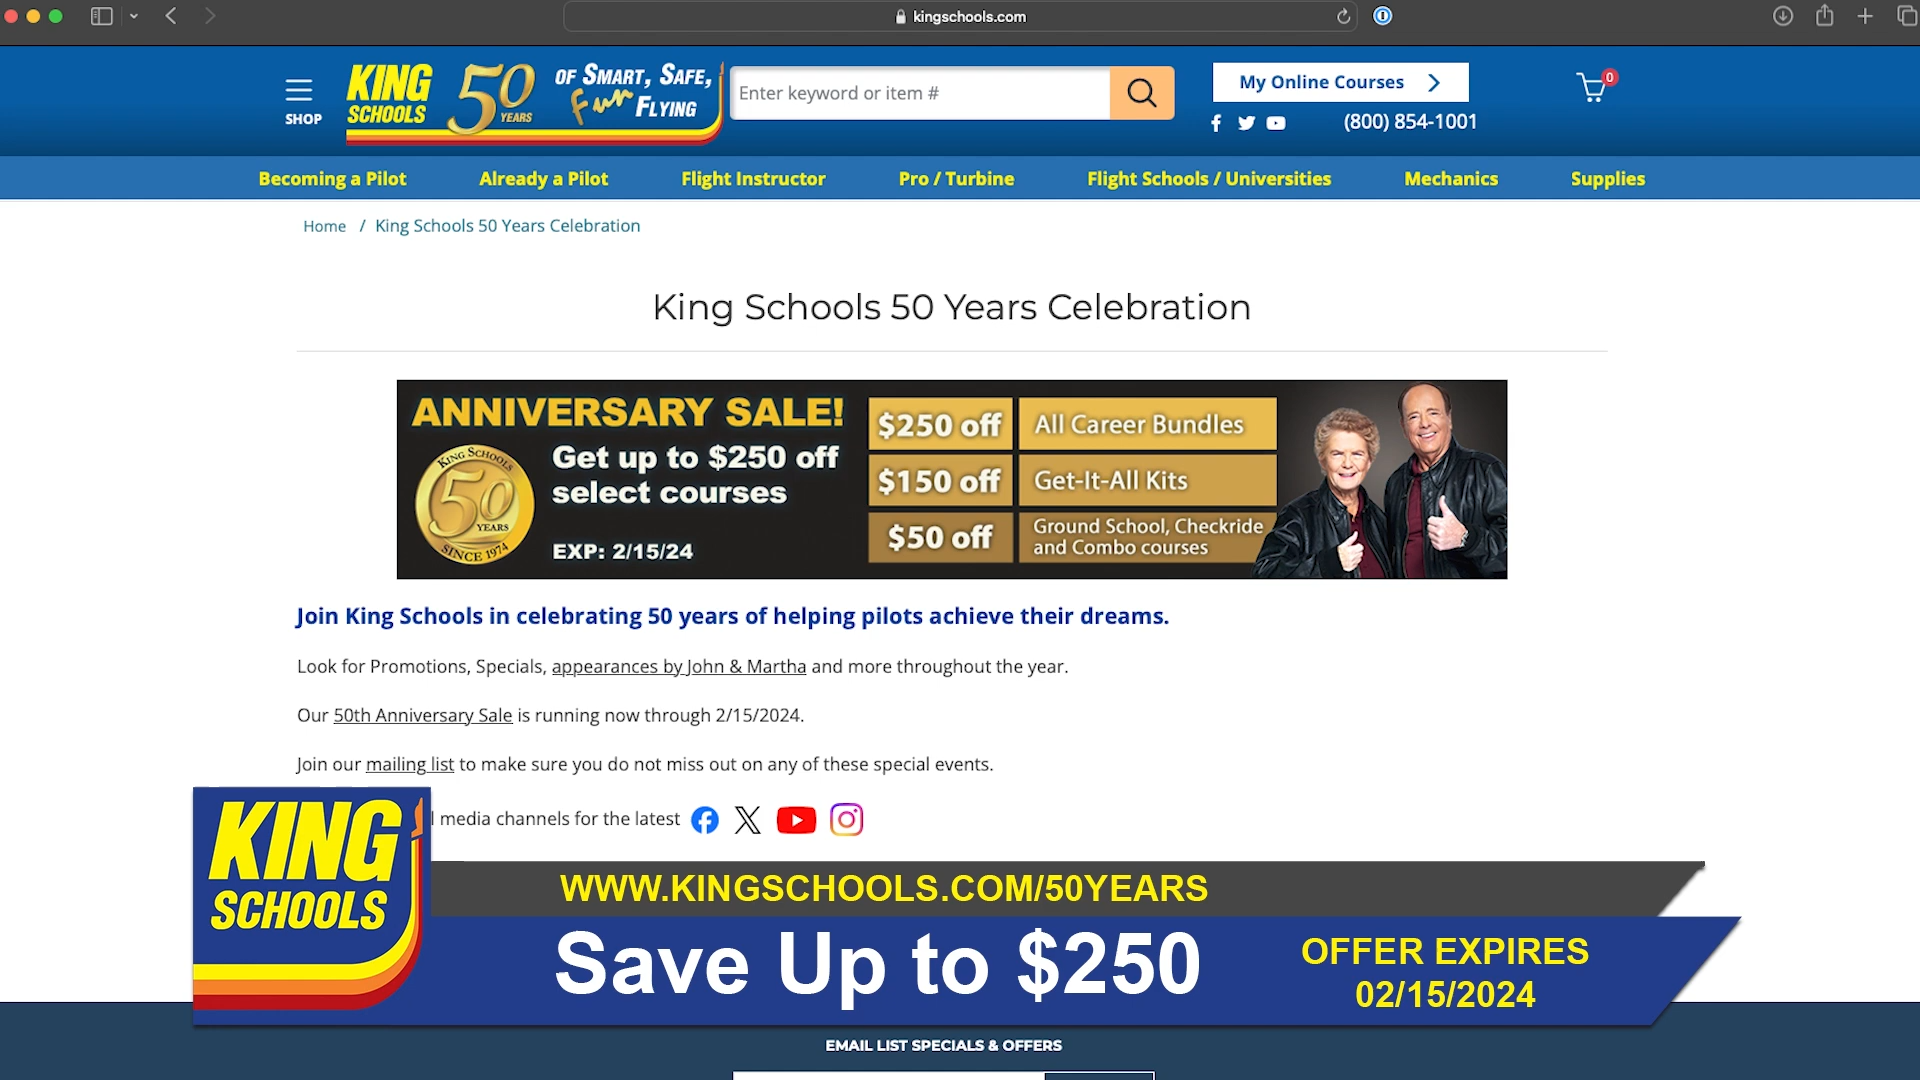 kingschools.com
SHOP
KING
SCHOOLS
50
YEARS
OF SMART, SAFE,
Fun FLYING
Enter keyword or item #
My Online Courses
(800) 854-1001
0
Becoming a Pilot
Already a Pilot
Flight Instructor
Pro / Turbine
Flight Schools / Universities
Mechanics
Supplies
Home / King Schools 50 Years Celebration
King Schools 50 Years Celebration
ANNIVERSARY SALE!
KING SCHOOLS
50
YEARS
SINCE 1974
Get up to $250 off
select courses
EXP: 2/15/24
$250 off All Career Bundles
$150 off Get-It-All Kits
$50 off Ground School, Checkride
and Combo courses
Join King Schools in celebrating 50 years of helping pilots achieve their dreams.
Look for Promotions, Specials, appearances by John & Martha and more throughout the year.
Our 50th Anniversary Sale is running now through 2/15/2024.
Join our mailing list to make sure you do not miss out on any of these special events.
media channels for the latest
KING
SCHOOLS
WWW.KINGSCHOOLS.COM/50YEARS
Save Up to $250
OFFER EXPIRES
02/15/2024
EMAIL LIST SPECIALS & OFFERS